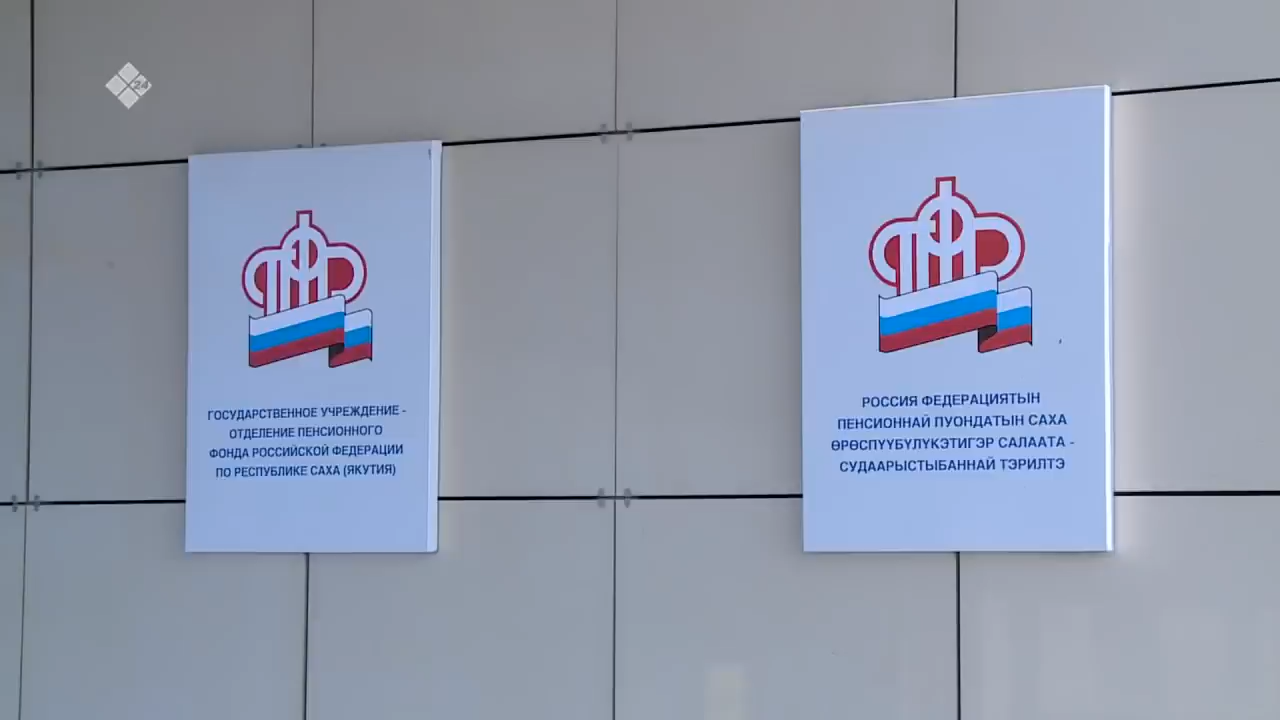 24
ГОСУДАРСТВЕННОЕ УЧРЕЖДЕНИЕ -
ОТДЕЛЕНИЕ ПЕНСИОННОГО
ФОНДА РОССИЙСКОЙ ФЕДЕРАЦИИ
ПО РЕСПУБЛИКЕ САХА (ЯКУТИЯ)
РОССИЯ ФЕДЕРАЦИЯТЫН
ПЕНСИОННАЙ ПУОНДАТЫН САХА
ӨРӨСПҮҮБҮЛҮКЭТИГЭР САЛААТА -
СУДААРЫСТЫБАННАЙ ТЭРИЛТЭ